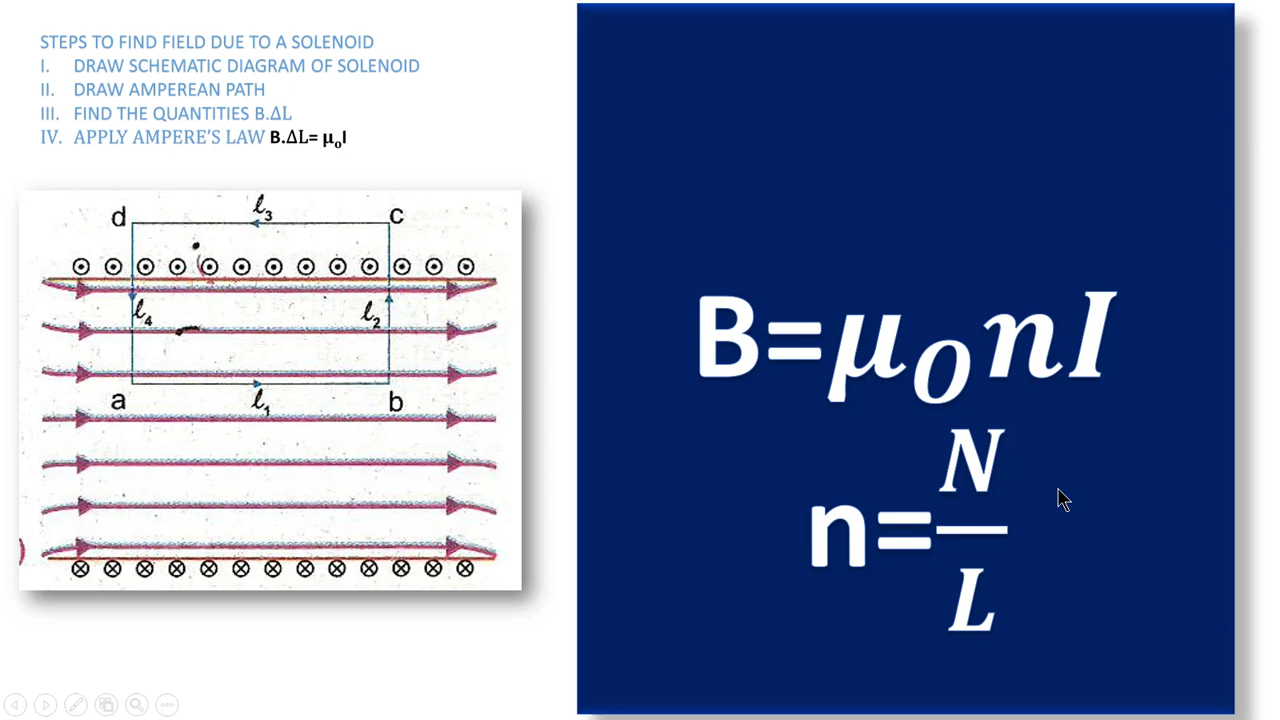 STEPS TO FIND FIELD DUE TO A SOLENOID
I. DRAW SCHEMATIC DIAGRAM OF SOLENOID
II. DRAW AMPEREAN PATH
III. FIND THE QUANTITIES B.ΔL
IV. APPLY AMPERE'S LAW B.ΔL= μ₀I
d ℓ₃ c
ℓ₄ ℓ₂
a ℓ₁ b
B=μ₀nI
n=N/L